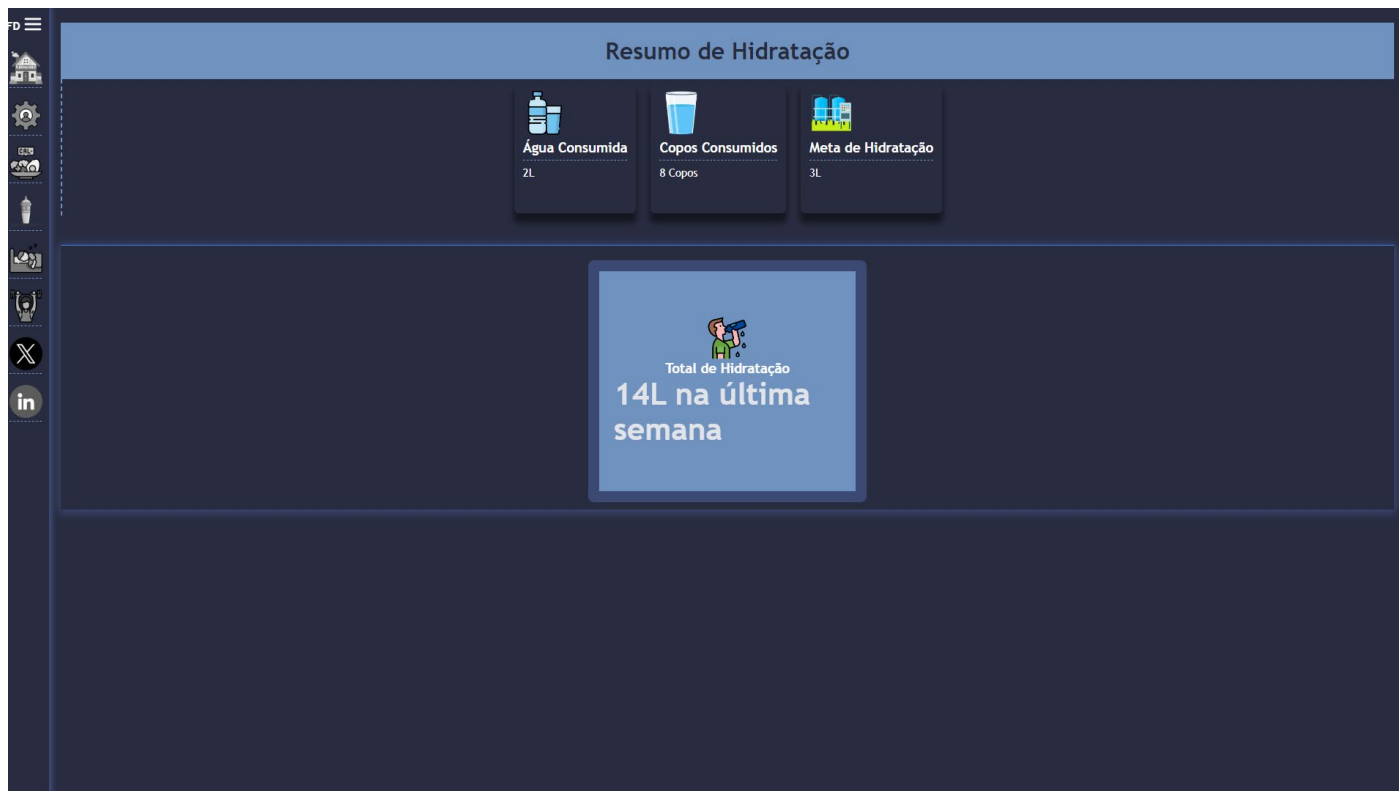 FD
Resumo de Hidratação
Água Consumida
2L
Copos Consumidos
8 Copos
Meta de Hidratação
3L
Total de Hidratação
14L na última
semana
in